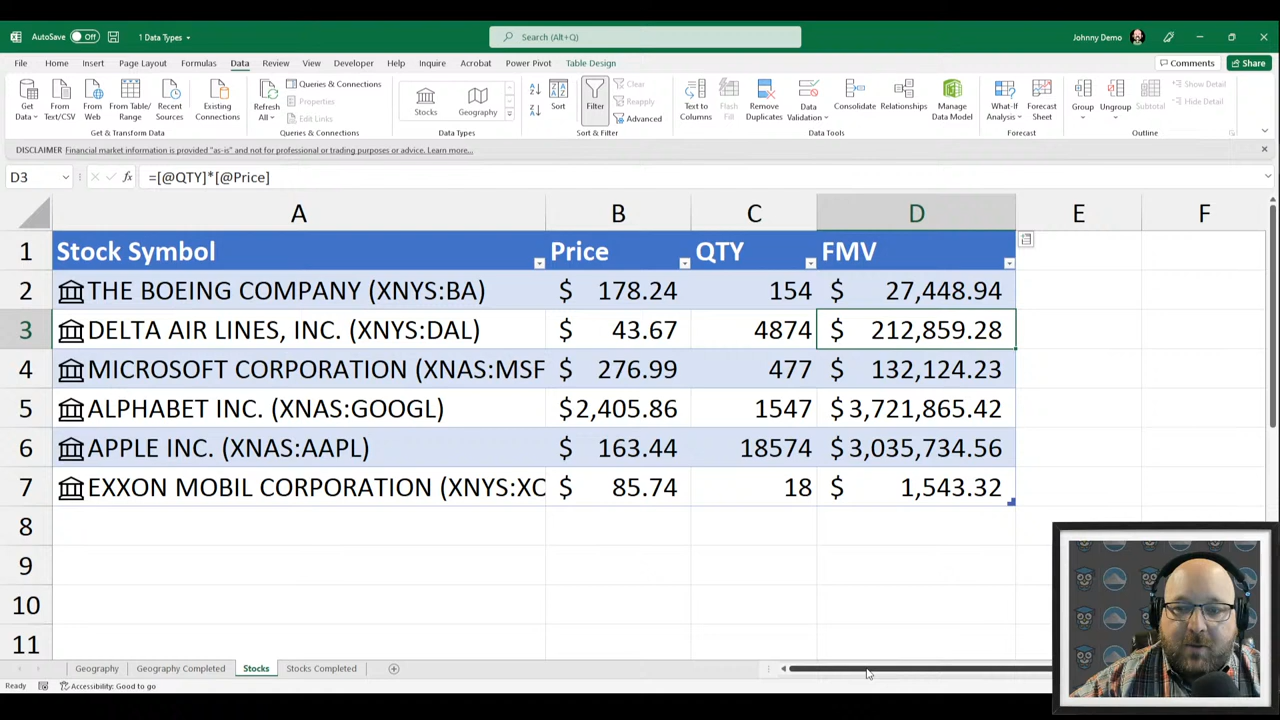 AutoSave Off 1 Data Types Search (Alt+Q) Johnny Demo
File Home Insert Page Layout Formulas Data Review View Developer Help Inquire Acrobat Power Pivot Table Design Comments Share
Get Data From Text/CSV From Web From Table/Range Recent Sources Existing Connections
Get & Transform Data
Refresh All Queries & Connections Properties Edit Links
Queries & Connections
Stocks Geography
Data Types
Sort Filter Clear Reapply Advanced
Sort & Filter
Text to Columns Flash Fill Remove Duplicates Data Validation Consolidate Relationships Manage Data Model
Data Tools
What-If Analysis Forecast Sheet
Forecast
Group Ungroup Subtotal Show Detail Hide Detail
Outline
DISCLAIMER Financial market information is provided "as-is" and not for professional or trading purposes or advice. Learn more...
D3 fx =[@QTY]*[@Price]
A B C D E F
1 Stock Symbol Price QTY FMV
2 THE BOEING COMPANY (XNYS:BA) $ 178.24 154 $ 27,448.94
3 DELTA AIR LINES, INC. (XNYS:DAL) $ 43.67 4874 $ 212,859.28
4 MICROSOFT CORPORATION (XNAS:MSF $ 276.99 477 $ 132,124.23
5 ALPHABET INC. (XNAS:GOOGL) $2,405.86 1547 $ 3,721,865.42
6 APPLE INC. (XNAS:AAPL) $ 163.44 18574 $ 3,035,734.56
7 EXXON MOBIL CORPORATION (XNYS:XO $ 85.74 18 $ 1,543.32
8
9
10
11
Geography Geography Completed Stocks Stocks Completed
Ready Accessibility: Good to go